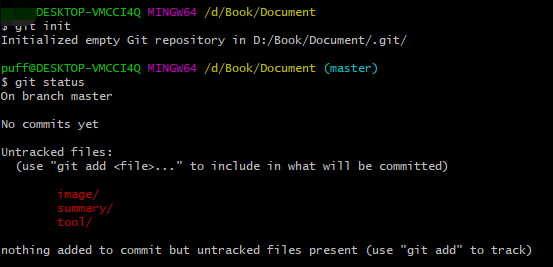 DESKTOP-VMCCI4Q MINGW64 /d/Book/Document
$ git init
Initialized empty Git repository in D:/Book/Document/.git/
puff@DESKTOP-VMCCI4Q MINGW64 /d/Book/Document (master)
$ git status
On branch master
No commits yet
Untracked files:
(use "git add <file>..." to include in what will be committed)
image/
summary/
tool/
nothing added to commit but untracked files present (use "git add" to track)